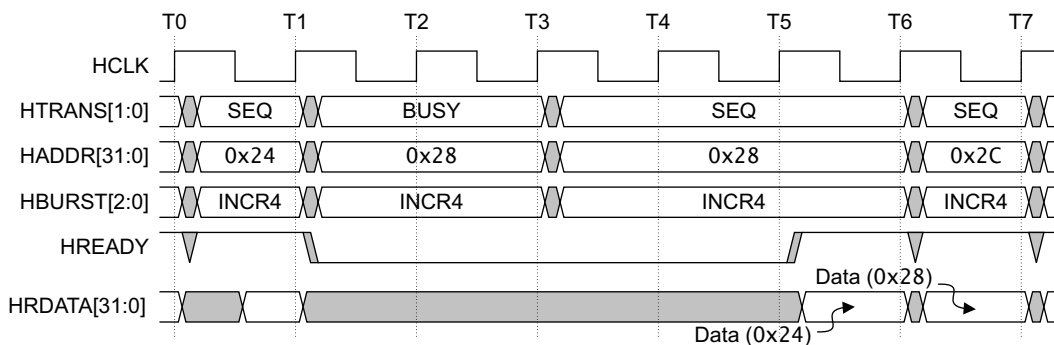 T0 T1 T2 T3 T4 T5 T6 T7
HCLK
HTRANS[1:0] SEQ BUSY SEQ SEQ
HADDR[31:0] 0x24 0x28 0x28 0x2C
HBURST[2:0] INCR4 INCR4 INCR4 INCR4
HREADY
Data (0x28)
HRDATA[31:0]
Data (0x24)